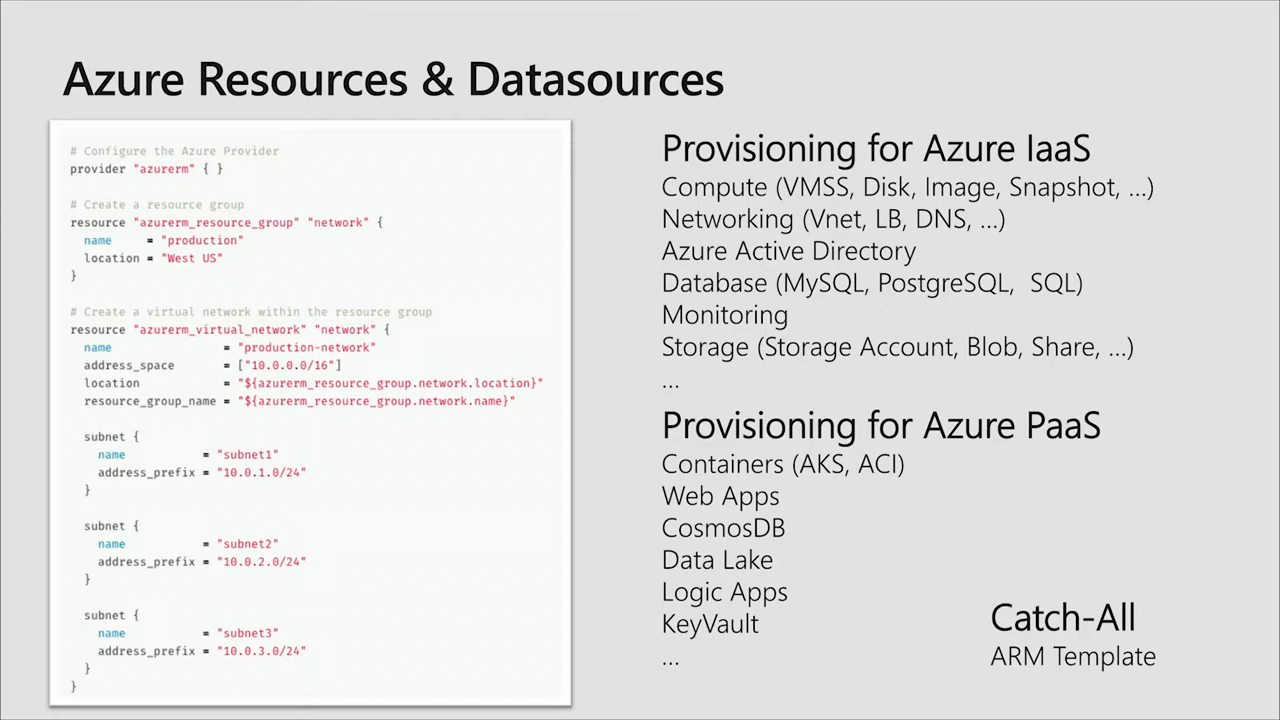 Azure Resources & Datasources
# Configure the Azure Provider
provider "azurerm" { }
# Create a resource group
resource "azurerm_resource_group" "network" {
name = "production"
location = "West US"
}
# Create a virtual network within the resource group
resource "azurerm_virtual_network" "network" {
name = "production-network"
address_space = ["10.0.0.0/16"]
location = "${azurerm_resource_group.network.location}"
resource_group_name = "${azurerm_resource_group.network.name}"
subnet {
name = "subnet1"
address_prefix = "10.0.1.0/24"
}
subnet {
name = "subnet2"
address_prefix = "10.0.2.0/24"
}
subnet {
name = "subnet3"
address_prefix = "10.0.3.0/24"
}
}
Provisioning for Azure IaaS
Compute (VMSS, Disk, Image, Snapshot, ...)
Networking (Vnet, LB, DNS, ...)
Azure Active Directory
Database (MySQL, PostgreSQL, SQL)
Monitoring
Storage (Storage Account, Blob, Share, ...)
...
Provisioning for Azure PaaS
Containers (AKS, ACI)
Web Apps
CosmosDB
Data Lake
Logic Apps
KeyVault
...
Catch-All
ARM Template